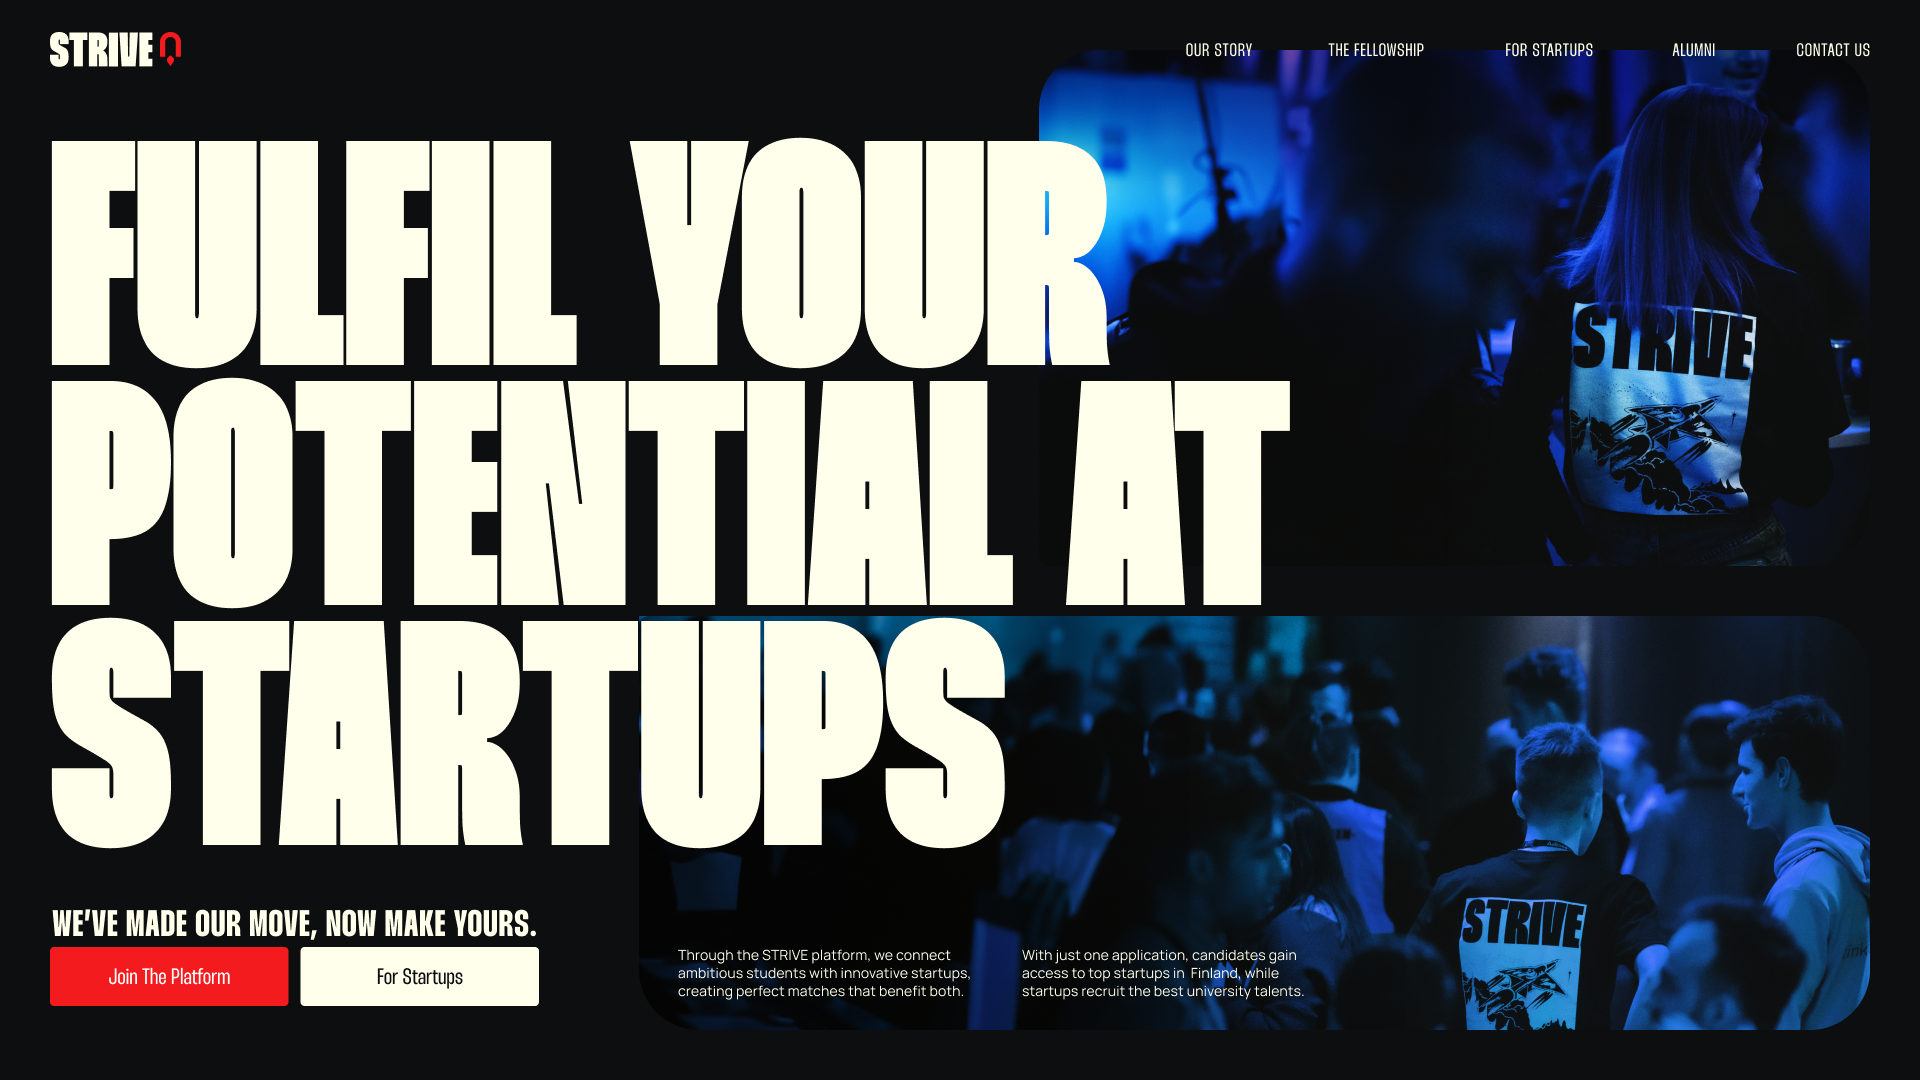 STRIVE
OUR STORY
THE FELLOWSHIP
FOR STARTUPS
ALUMNI
CONTACT US
FULFIL YOUR
POTENTIAL AT
STARTUPS
STRIVE
WE'VE MADE OUR MOVE, NOW MAKE YOURS.
Join The Platform
For Startups
Through the STRIVE platform, we connect
ambitious students with innovative startups,
creating perfect matches that benefit both.
With just one application, candidates gain
access to top startups in Finland, while
startups recruit the best university talents.
STRIVE